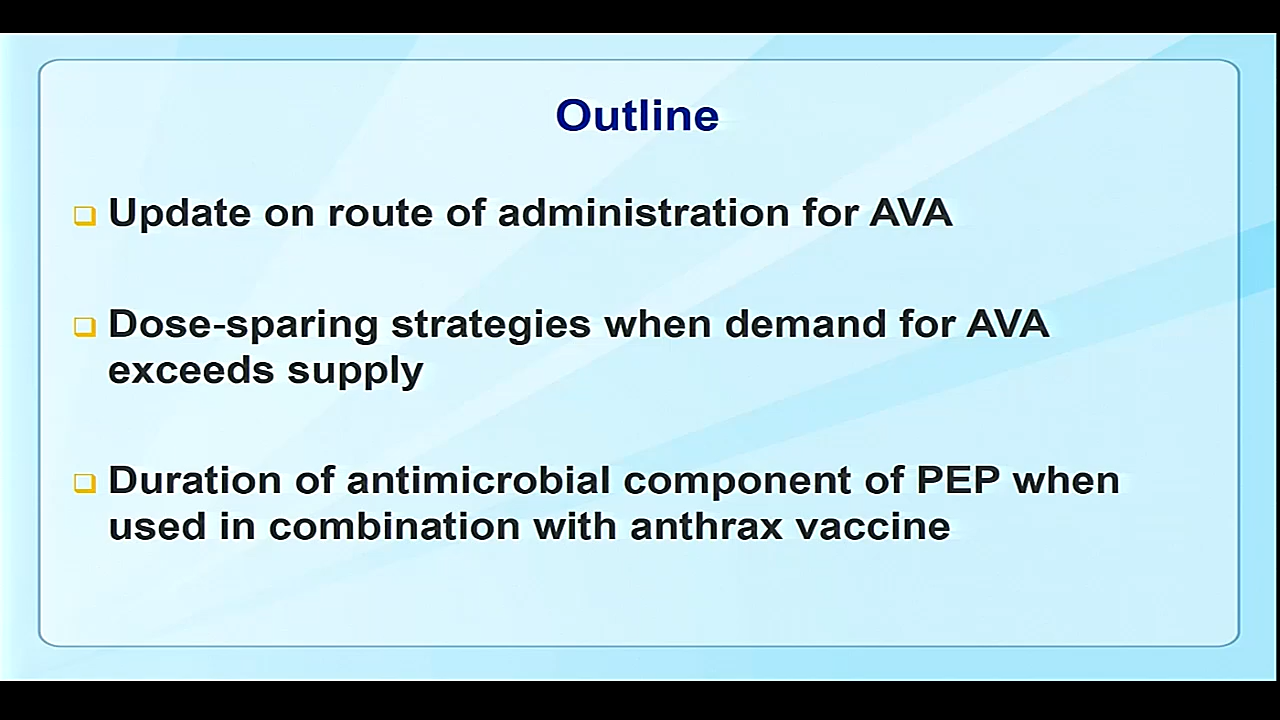 Outline
Update on route of administration for AVA
Dose-sparing strategies when demand for AVA
exceeds supply
Duration of antimicrobial component of PEP when
used in combination with anthrax vaccine